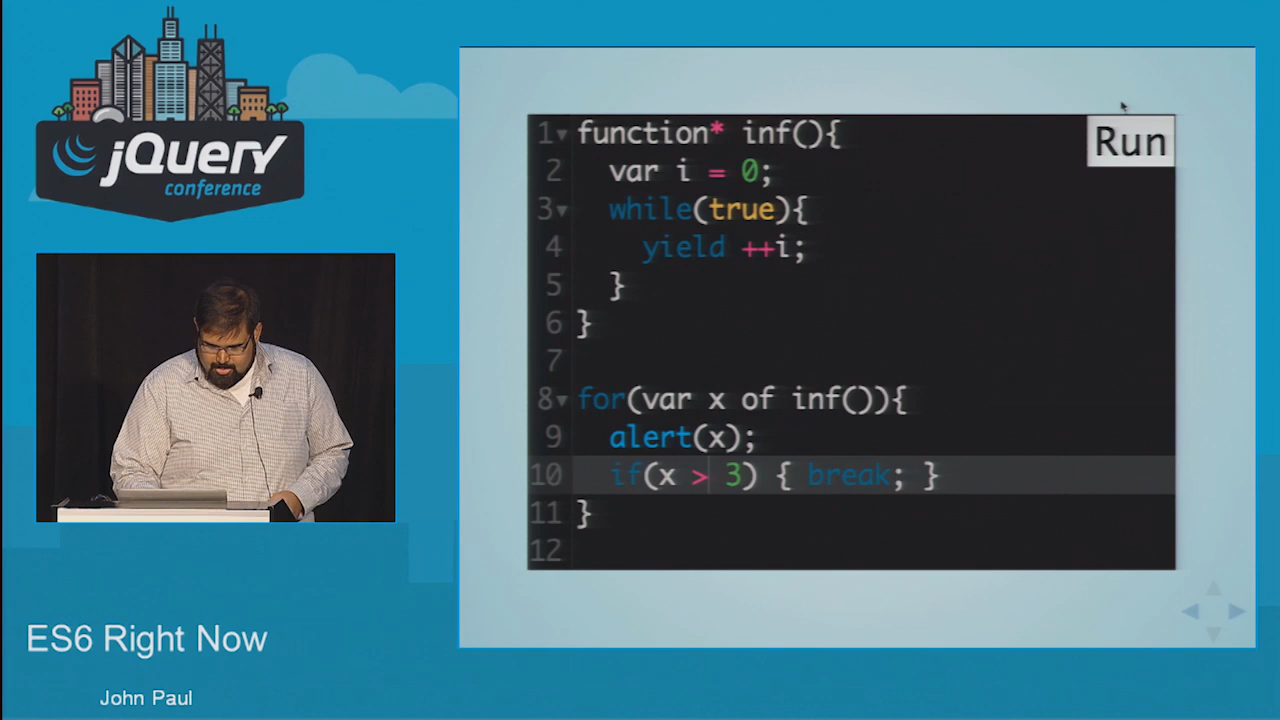 jQuery
conference
ES6 Right Now
John Paul
1 function* inf(){
2 var i = 0;
3 while(true){
4 yield ++i;
5 }
6 }
7
8 for(var x of inf()){
9 alert(x);
10 if(x > 3) { break; }
11 }
12
Run